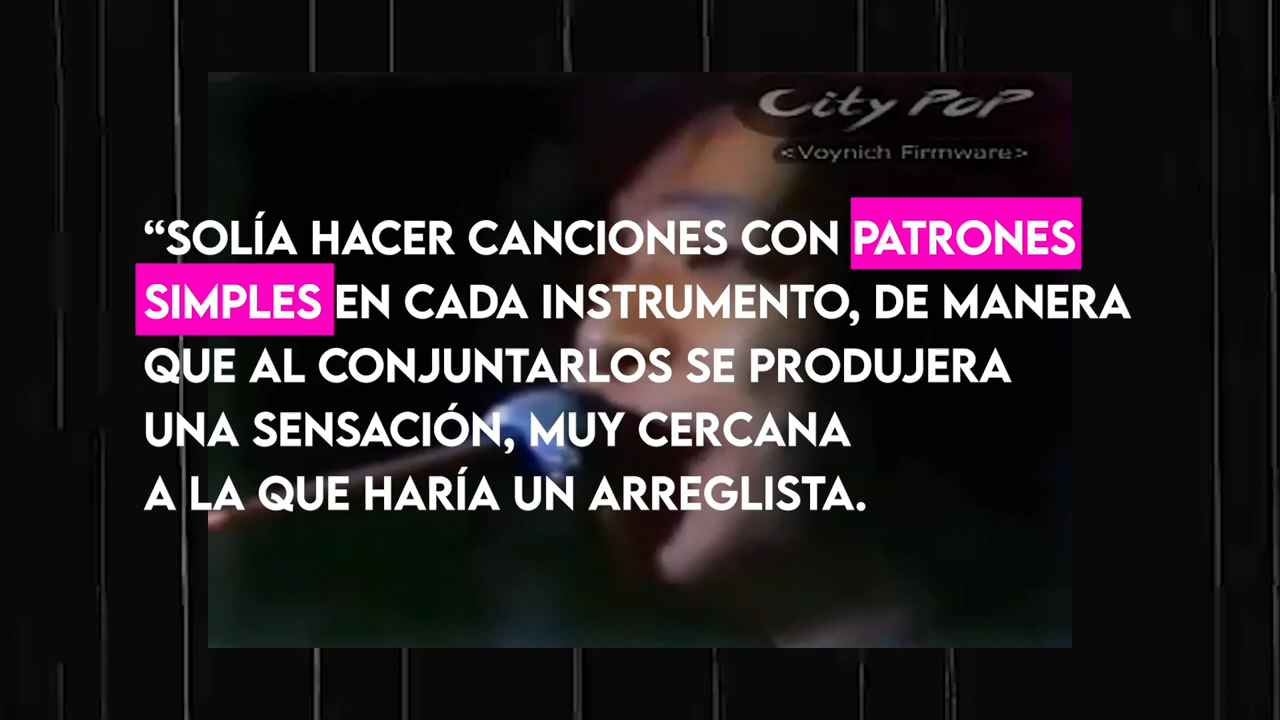 City PoP
<Voynich Firmware>
“SOLÍA HACER CANCIONES CON PATRONES
SIMPLES EN CADA INSTRUMENTO, DE MANERA
QUE AL CONJUNTARLOS SE PRODUJERA
UNA SENSACIÓN, MUY CERCANA
A LA QUE HARÍA UN ARREGLISTA.